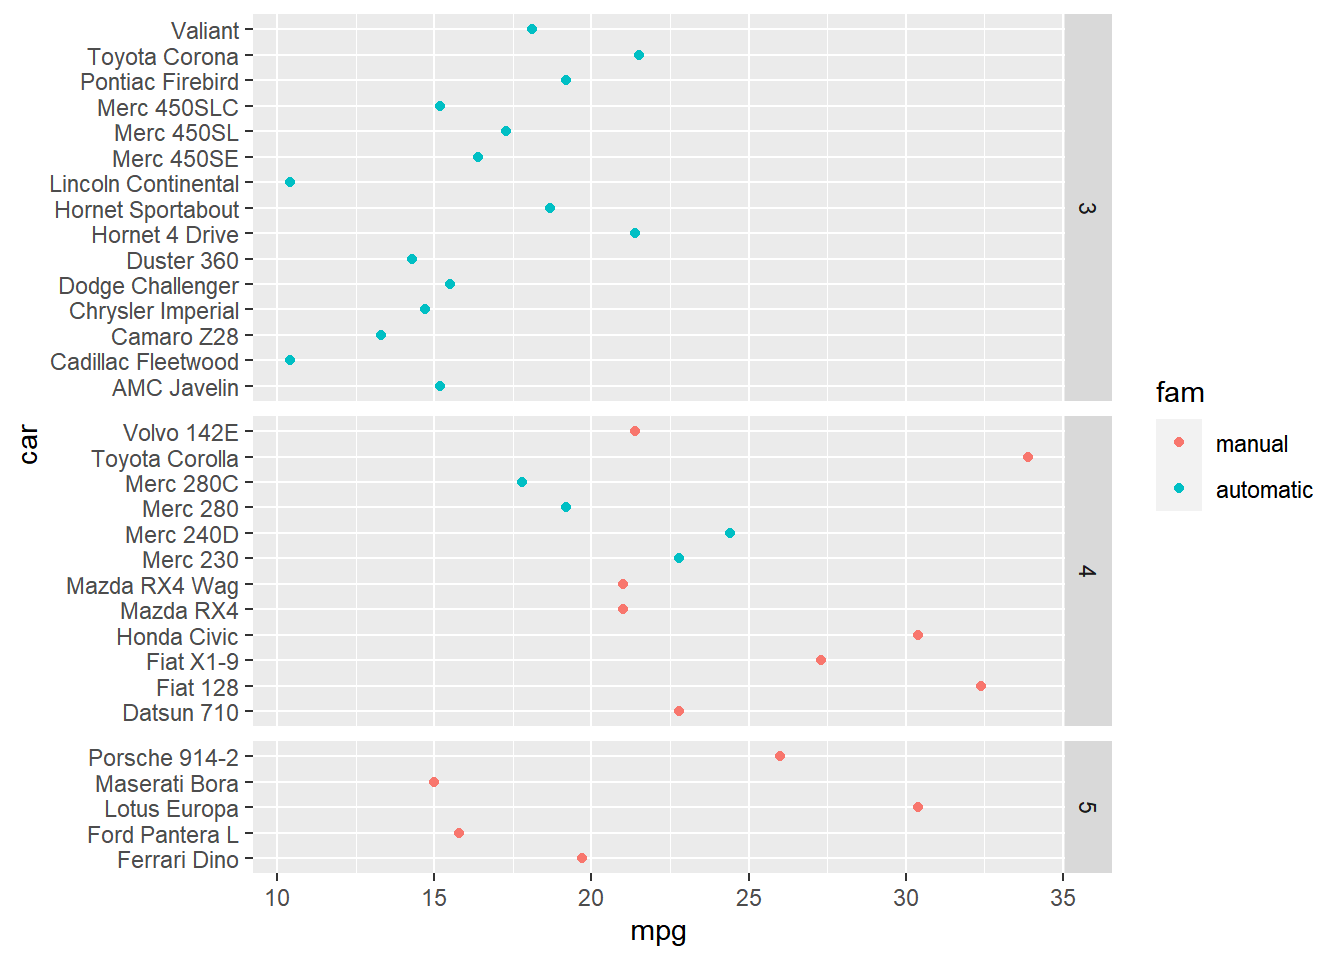 Valiant
Toyota Corona
Pontiac Firebird
Merc 450SLC
Merc 450SL
Merc 450SE
Lincoln Continental
Hornet Sportabout
Hornet 4 Drive
Duster 360
Dodge Challenger
Chrysler Imperial
Camaro Z28
Cadillac Fleetwood
AMC Javelin
3
Volvo 142E
Toyota Corolla
Merc 280C
Merc 280
Merc 240D
Merc 230
Mazda RX4 Wag
Mazda RX4
Honda Civic
Fiat X1-9
Fiat 128
Datsun 710
4
Porsche 914-2
Maserati Bora
Lotus Europa
Ford Pantera L
Ferrari Dino
5
car
10 15 20 25 30 35
mpg
fam
manual
automatic